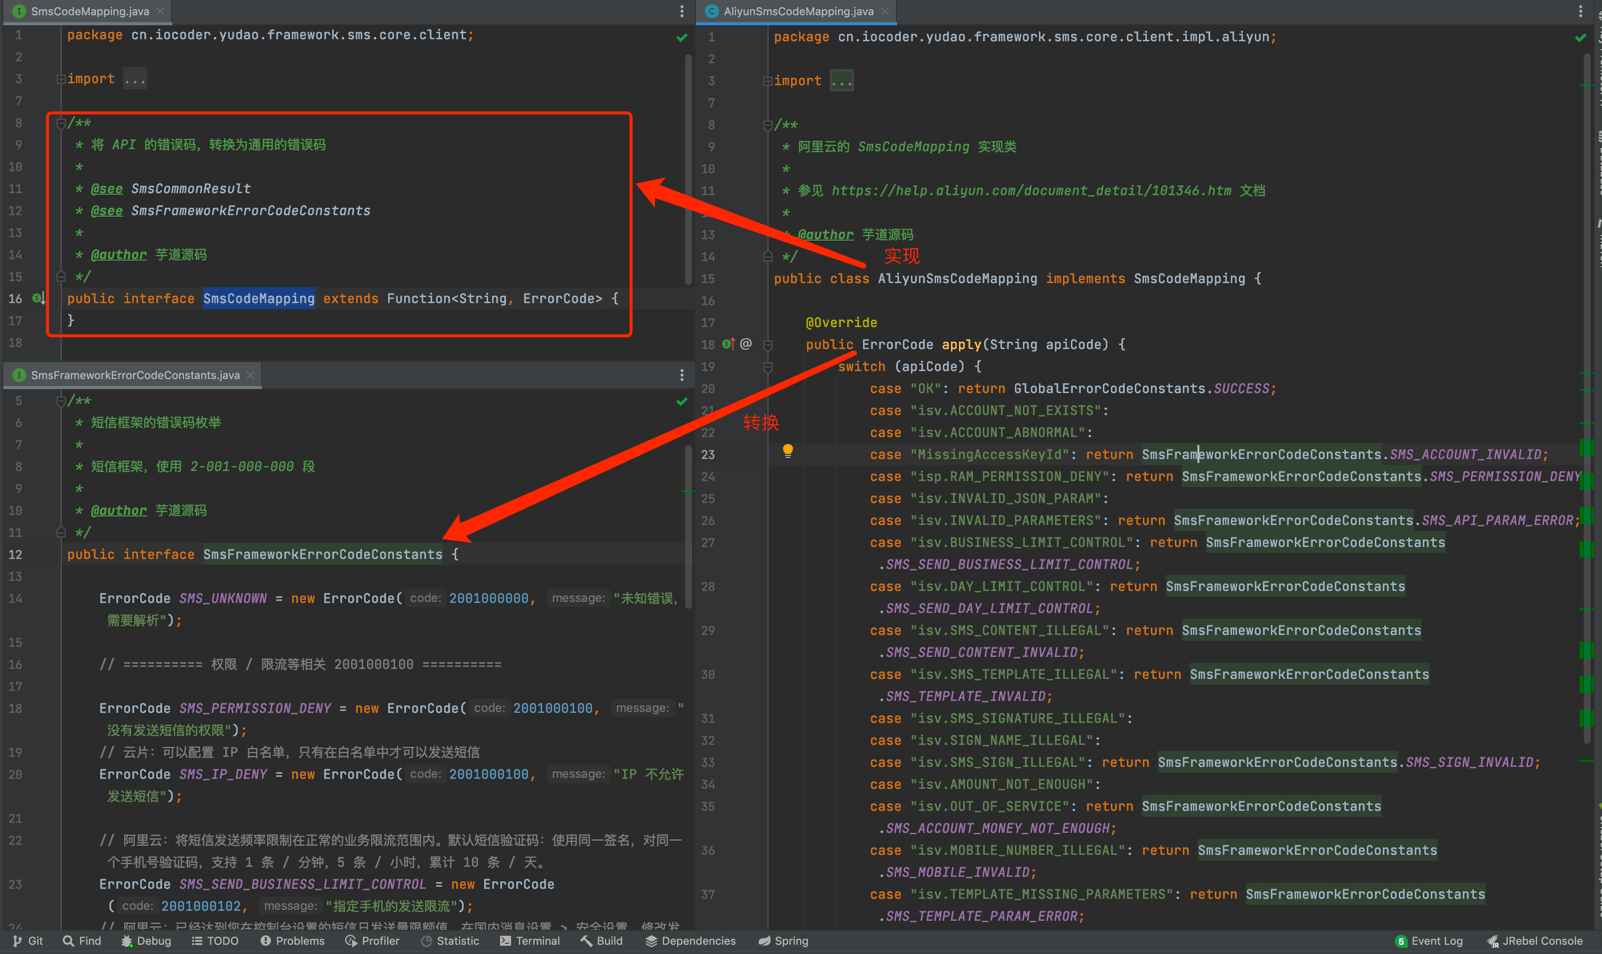 SmsCodeMapping.java
1 package cn.iocoder.yudao.framework.sms.core.client;
2
3 import ...
7
8 /**
9 * 将 API 的错误码，转换为通用的错误码
10 *
11 * @see SmsCommonResult
12 * @see SmsFrameworkErrorCodeConstants
13 *
14 * @author 芋道源码
15 */
16 public interface SmsCodeMapping extends Function<String, ErrorCode> {
17 }
18
SmsFrameworkErrorCodeConstants.java
5 /**
6 * 短信框架的错误码枚举
7 *
8 * 短信框架，使用 2-001-000-000 段
9 *
10 * @author 芋道源码
11 */
12 public interface SmsFrameworkErrorCodeConstants {
13
14 ErrorCode SMS_UNKNOWN = new ErrorCode( code: 2001000000, message: "未知错误，
需要解析");
15
16 // ========== 权限 / 限流等相关 2001000100 ==========
17
18 ErrorCode SMS_PERMISSION_DENY = new ErrorCode( code: 2001000100, message: "
没有发送短信的权限");
19 // 云片：可以配置 IP 白名单，只有在白名单中才可以发送短信
20 ErrorCode SMS_IP_DENY = new ErrorCode( code: 2001000100, message: "IP 不允许
发送短信");
21
22 // 阿里云：将短信发送频率限制在正常的业务限流范围内。默认短信验证码：使用同一签名，对同一
个手机号验证码，支持 1 条 / 分钟，5 条 / 小时，累计 10 条 / 天。
23 ErrorCode SMS_SEND_BUSINESS_LIMIT_CONTROL = new ErrorCode
( code: 2001000102, message: "指定手机的发送限流");
24 // 阿里云：已经达到您在控制台设置的短信日发送量限额值。在国内消息设置 > 安全设置，修改发
AliyunSmsCodeMapping.java
1 package cn.iocoder.yudao.framework.sms.core.client.impl.aliyun;
2
3 import ...
7
8 /**
9 * 阿里云的 SmsCodeMapping 实现类
10 *
11 * 参见 https://help.aliyun.com/document_detail/101346.htm 文档
*
13 * @author 芋道源码
14 */
实现
15 public class AliyunSmsCodeMapping implements SmsCodeMapping {
16
17 @Override
18 @ public ErrorCode apply(String apiCode) {
19 switch (apiCode) {
20 case "OK": return GlobalErrorCodeConstants.SUCCESS;
21 case "isv.ACCOUNT_NOT_EXISTS":
转换
22 case "isv.ACCOUNT_ABNORMAL":
23 case "MissingAccessKeyId": return SmsFrameworkErrorCodeConstants.SMS_ACCOUNT_INVALID;
24 case "isp.RAM_PERMISSION_DENY": return SmsFrameworkErrorCodeConstants.SMS_PERMISSION_DENY
25 case "isv.INVALID_JSON_PARAM":
26 case "isv.INVALID_PARAMETERS": return SmsFrameworkErrorCodeConstants.SMS_API_PARAM_ERROR;
27 case "isv.BUSINESS_LIMIT_CONTROL": return SmsFrameworkErrorCodeConstants
.SMS_SEND_BUSINESS_LIMIT_CONTROL;
28 case "isv.DAY_LIMIT_CONTROL": return SmsFrameworkErrorCodeConstants
.SMS_SEND_DAY_LIMIT_CONTROL;
29 case "isv.SMS_CONTENT_ILLEGAL": return SmsFrameworkErrorCodeConstants
.SMS_SEND_CONTENT_INVALID;
30 case "isv.SMS_TEMPLATE_ILLEGAL": return SmsFrameworkErrorCodeConstants
.SMS_TEMPLATE_INVALID;
31 case "isv.SMS_SIGNATURE_ILLEGAL":
32 case "isv.SIGN_NAME_ILLEGAL":
33 case "isv.SMS_SIGN_ILLEGAL": return SmsFrameworkErrorCodeConstants.SMS_SIGN_INVALID;
34 case "isv.AMOUNT_NOT_ENOUGH":
35 case "isv.OUT_OF_SERVICE": return SmsFrameworkErrorCodeConstants
.SMS_ACCOUNT_MONEY_NOT_ENOUGH;
36 case "isv.MOBILE_NUMBER_ILLEGAL": return SmsFrameworkErrorCodeConstants
.SMS_MOBILE_INVALID;
37 case "isv.TEMPLATE_MISSING_PARAMETERS": return SmsFrameworkErrorCodeConstants
.SMS_TEMPLATE_PARAM_ERROR;
Git Find Debug TODO Problems Profiler Statistic Terminal Build Dependencies Spring 5 Event Log JRebel Console